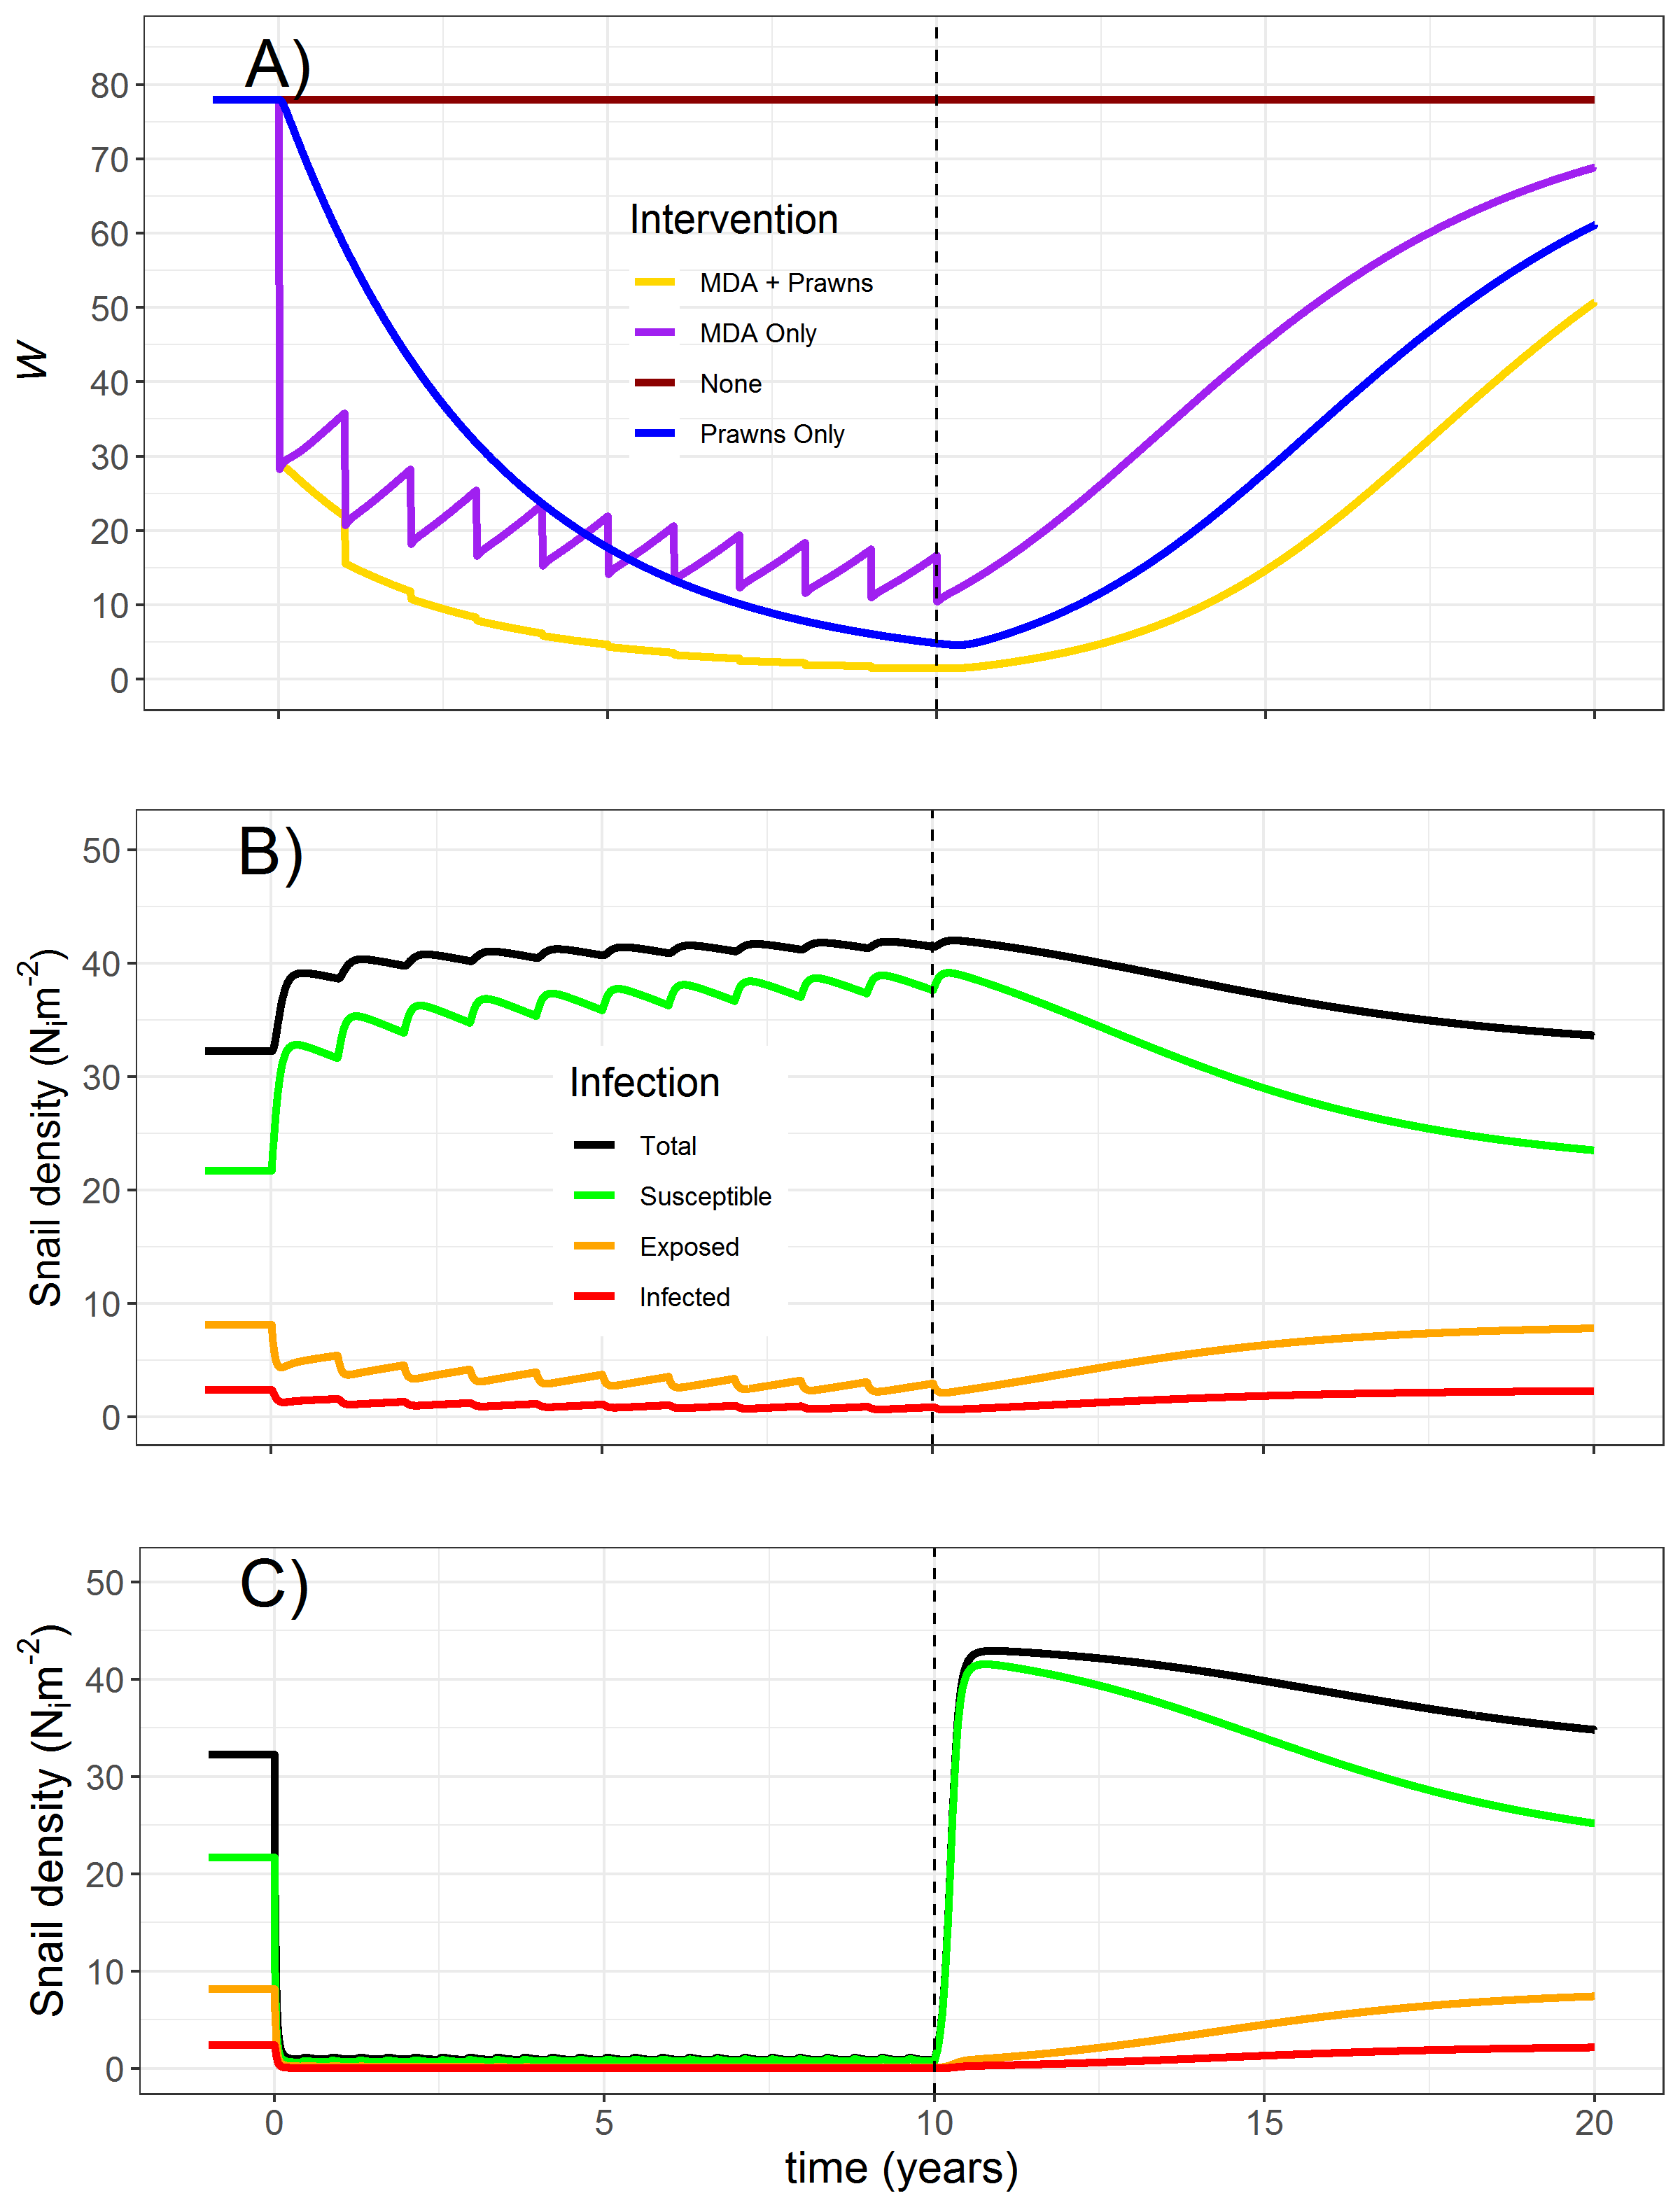 A)
80
70
60
50
40
30
20
10
0
W
Intervention
MDA + Prawns
MDA Only
None
Prawns Only
B)
50
40
30
20
10
0
Snail density (Nᵢm⁻²)
Infection
Total
Susceptible
Exposed
Infected
C)
50
40
30
20
10
0
Snail density (Nᵢm⁻²)
0 5 10 15 20
time (years)